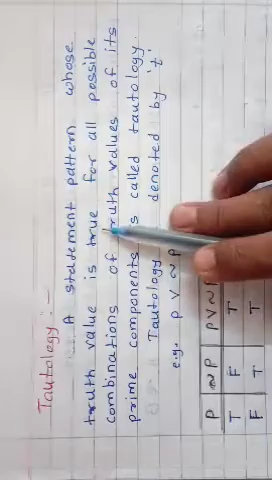 Tautology :-
A statement pattern whose
truth value is true for all possible
combinations of truth values of its
prime components is called tautology.
Tautology denoted by 't'
e.g. p ∨ ~p
p ~p p∨~p
T F T
F T T